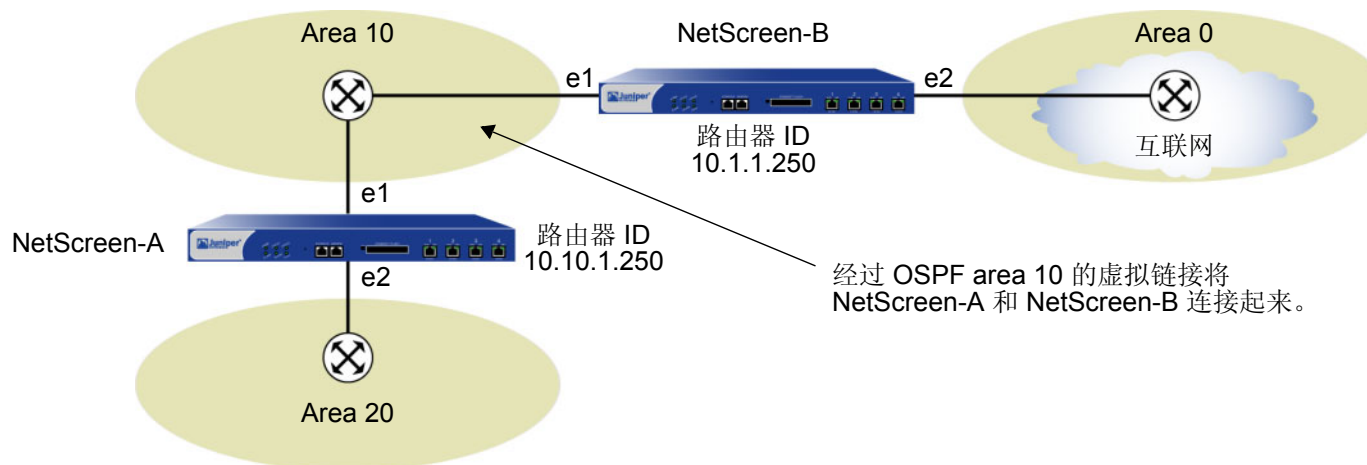 Area 10
NetScreen-B
Area 0
e1
e2
Juniper
路由器 ID
10.1.1.250
互联网
e1
NetScreen-A
Juniper
路由器 ID
10.10.1.250
e2
经过 OSPF area 10 的虚拟链接将
NetScreen-A 和 NetScreen-B 连接起来。
Area 20